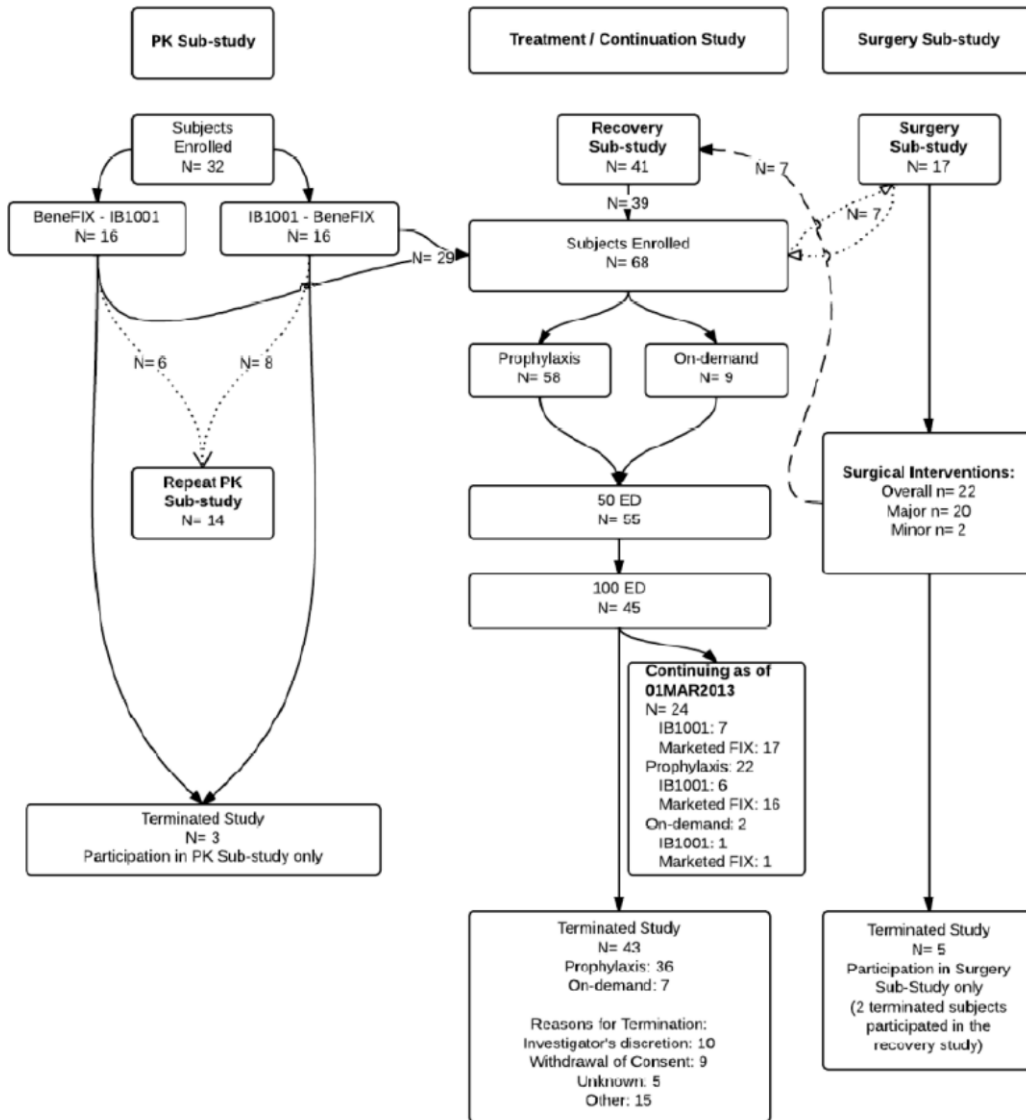 PK Sub-study
Treatment / Continuation Study
Surgery Sub-study
Subjects
Enrolled
N= 32
BeneFIX - IB1001
N= 16
IB1001 - BeneFIX
N= 16
N= 29
N= 6
N= 8
Repeat PK
Sub-study
N= 14
Terminated Study
N= 3
Participation in PK Sub-study only
Recovery
Sub-study
N= 41
N= 39
Subjects Enrolled
N= 68
Prophylaxis
N= 58
On-demand
N= 9
50 ED
N= 55
100 ED
N= 45
Continuing as of
01MAR2013
N= 24
IB1001: 7
Marketed FIX: 17
Prophylaxis: 22
IB1001: 6
Marketed FIX: 16
On-demand: 2
IB1001: 1
Marketed FIX: 1
Terminated Study
N= 43
Prophylaxis: 36
On-demand: 7
Reasons for Termination:
Investigator's discretion: 10
Withdrawal of Consent: 9
Unknown: 5
Other: 15
Surgery
Sub-study
N= 17
N= 7
N= 7
Surgical Interventions:
Overall n= 22
Major n= 20
Minor n= 2
Terminated Study
N= 5
Participation in Surgery
Sub-Study only
(2 terminated subjects
participated in the
recovery study)